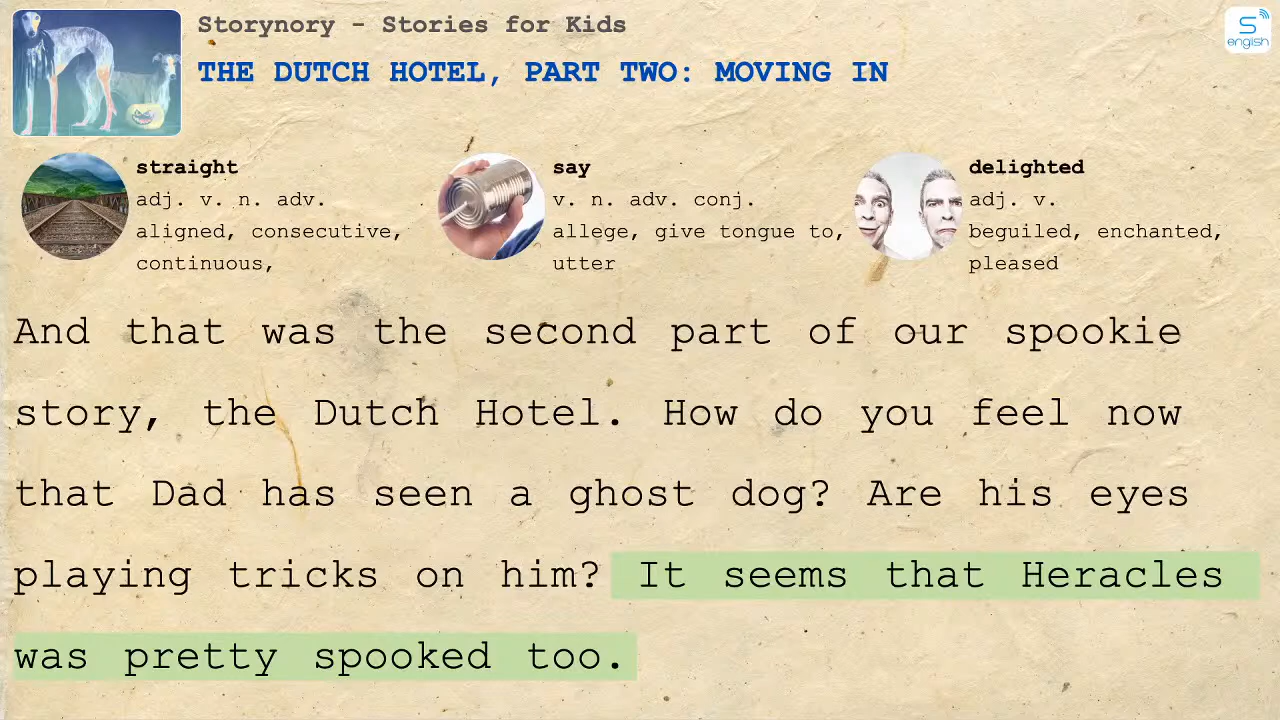 Storynory - Stories for Kids
THE DUTCH HOTEL, PART TWO: MOVING IN
S
english
straight
adj. v. n. adv.
aligned, consecutive,
continuous,
say
v. n. adv. conj.
allege, give tongue to,
utter
delighted
adj. v.
beguiled, enchanted,
pleased
And that was the second part of our spookie
story, the Dutch Hotel. How do you feel now
that Dad has seen a ghost dog? Are his eyes
playing tricks on him? It seems that Heracles
was pretty spooked too.